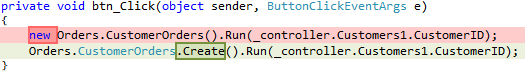 private void btn_Click(object sender, ButtonClickEventArgs e)
{
new Orders.CustomerOrders().Run(_controller.Customers1.CustomerID);
Orders.CustomerOrders.Create().Run(_controller.Customers1.CustomerID);
}